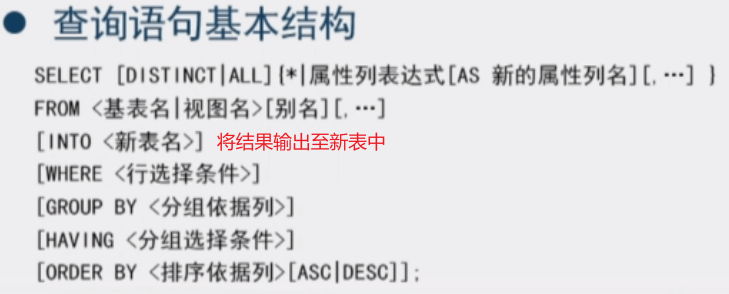 ● 查询语句基本结构
SELECT [DISTINCT|ALL]{*|属性列表达式[AS 新的属性列名][,…] }
FROM <基表名|视图名>[别名][,…]
[INTO <新表名>] 将结果输出至新表中
[WHERE <行选择条件>]
[GROUP BY <分组依据列>]
[HAVING <分组选择条件>]
[ORDER BY <排序依据列>[ASC|DESC]];